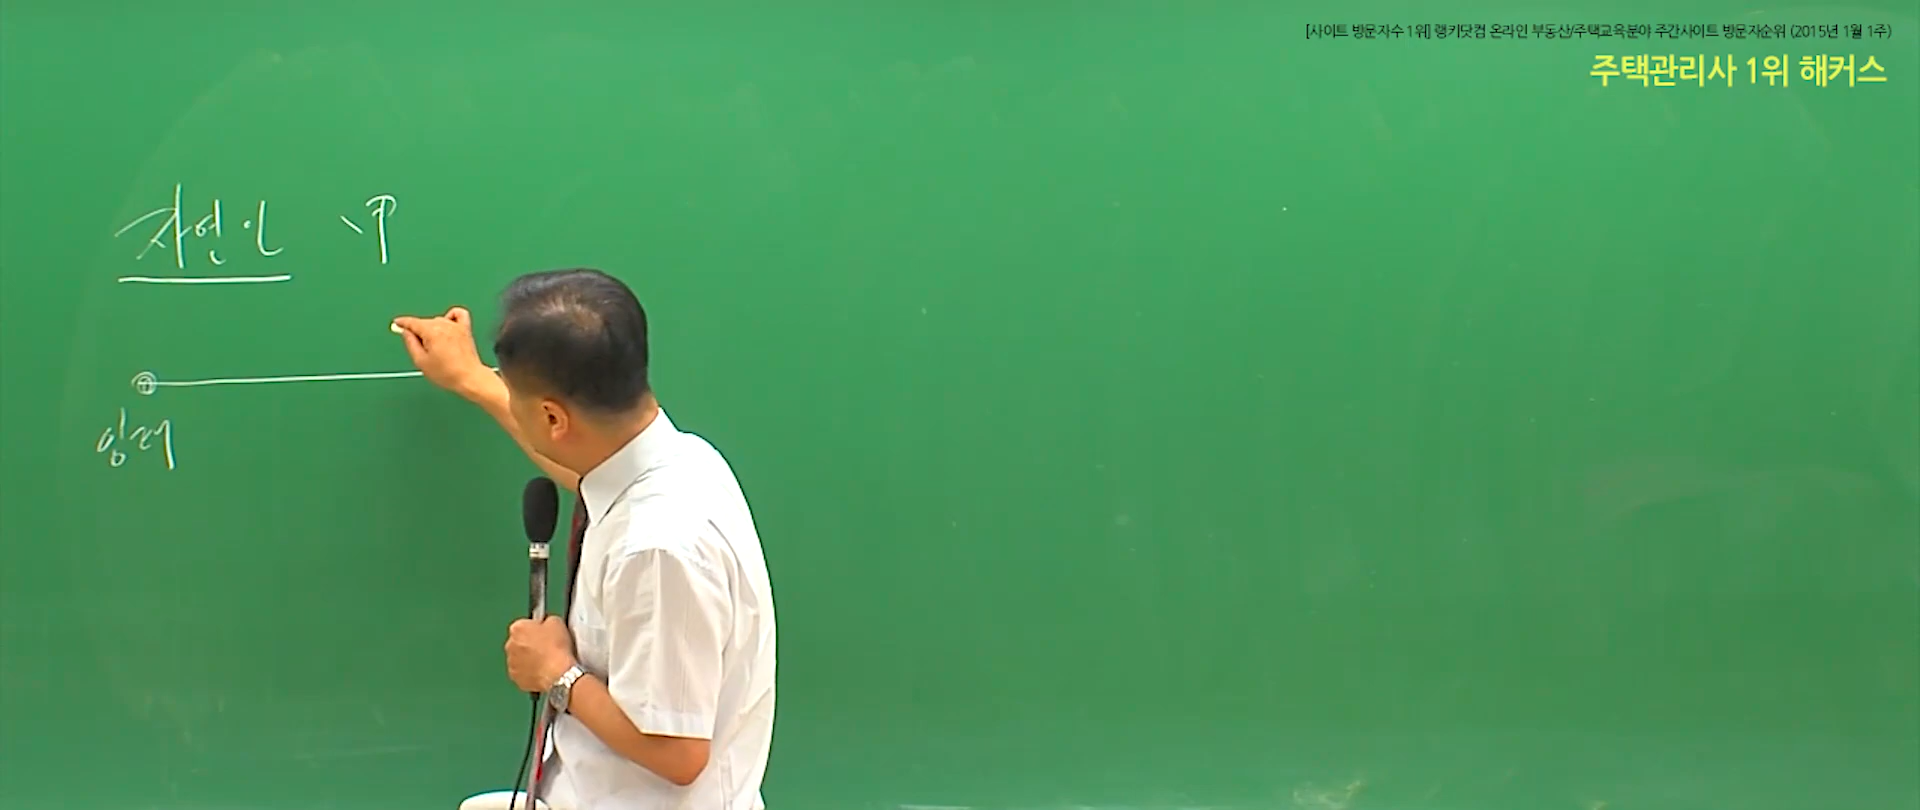 [사이트 방문자수 1위]랭키닷컴 온라인 부동산/주택교육분야 주간사이트 방문자순위 (2015년 1월 1주)
주택관리사 1위 해커스
자연인 甲